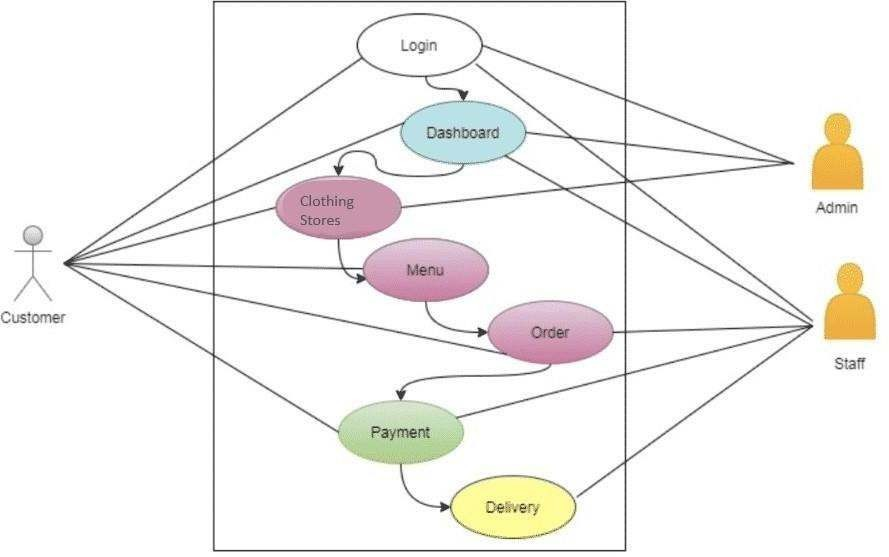 Login
Dashboard
Admin
Clothing
Stores
Menu
Customer
Order
Staff
Payment
Delivery